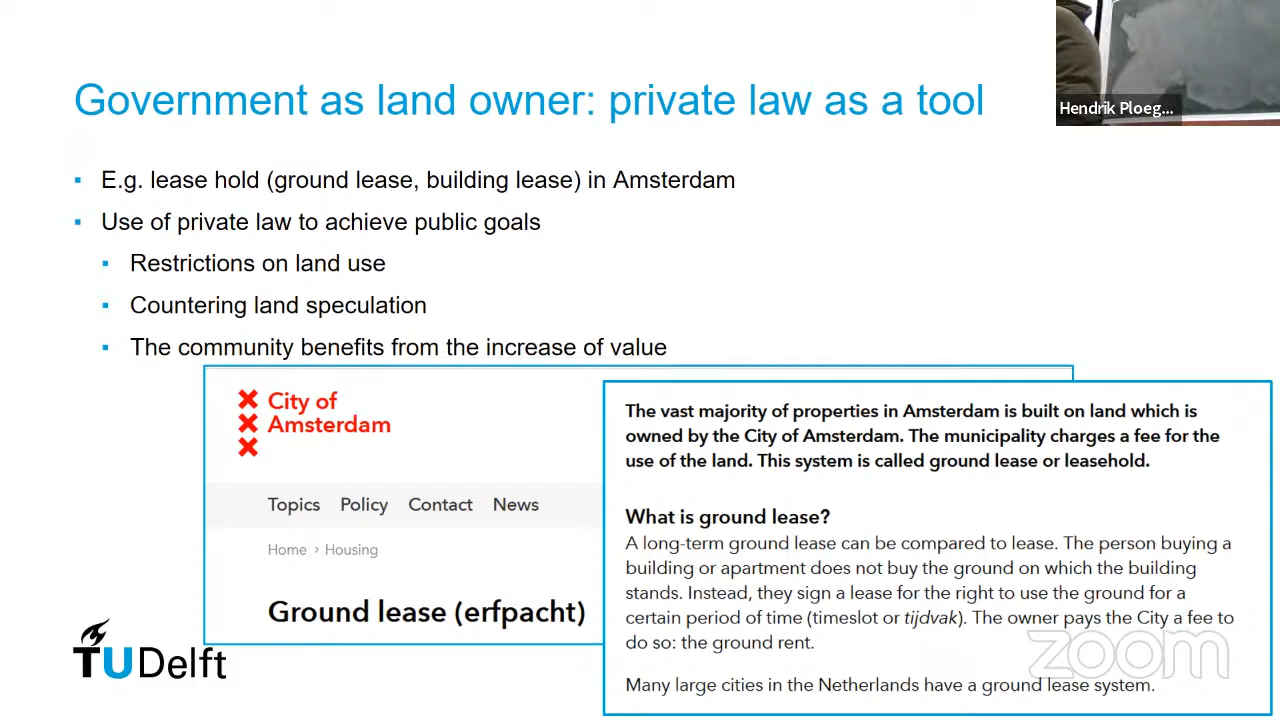 Government as land owner: private law as a tool
Hendrik Ploeg...
E.g. lease hold (ground lease, building lease) in Amsterdam
Use of private law to achieve public goals
Restrictions on land use
Countering land speculation
The community benefits from the increase of value
City of
Amsterdam
Topics Policy Contact News
Home › Housing
Ground lease (erfpacht)
The vast majority of properties in Amsterdam is built on land which is
owned by the City of Amsterdam. The municipality charges a fee for the
use of the land. This system is called ground lease or leasehold.
What is ground lease?
A long-term ground lease can be compared to lease. The person buying a
building or apartment does not buy the ground on which the building
stands. Instead, they sign a lease for the right to use the ground for a
certain period of time (timeslot or tijdvak). The owner pays the City a fee to
do so: the ground rent.
Many large cities in the Netherlands have a ground lease system.
TU Delft
zoom